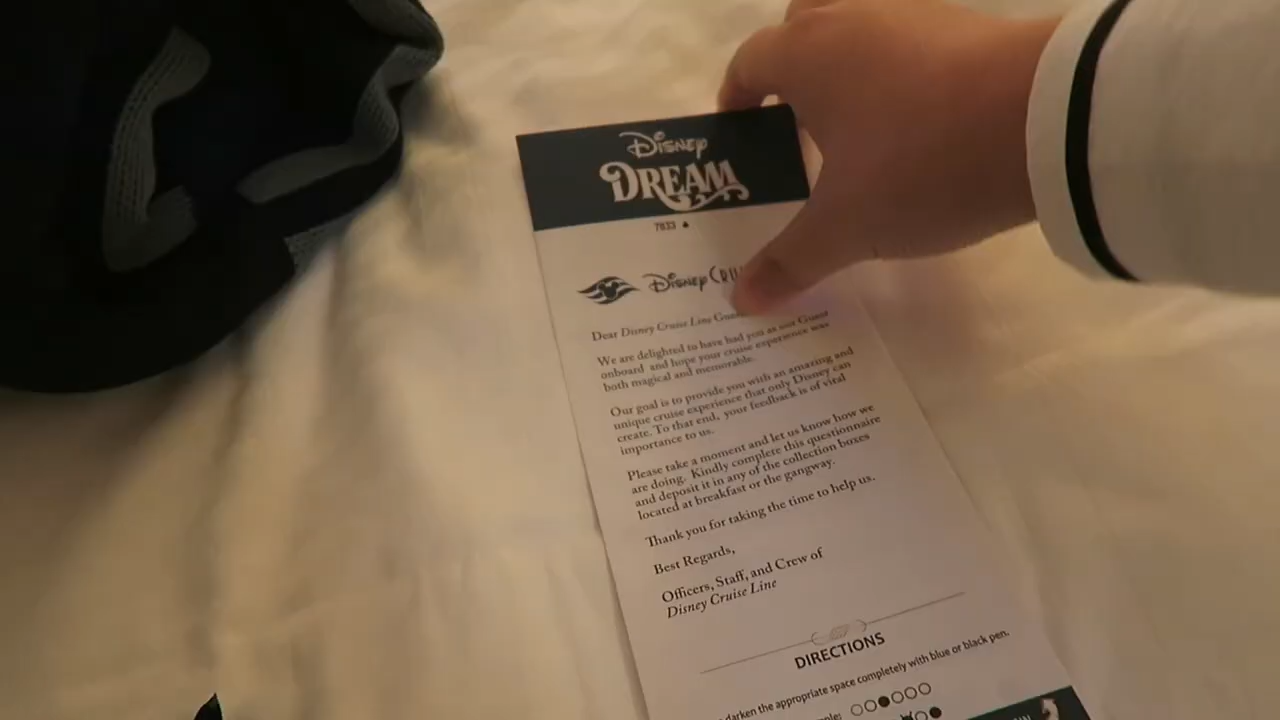 Disney
DREAM
7833
Disney
Dear Disney Cruise Line
We are delighted to have had you as our Guest
onboard and hope your cruise experience was
both magical and memorable.
Our goal is to provide you with an amazing and
unique cruise experience that only Disney can
create. To that end, your feedback is of vital
importance to us.
Please take a moment and let us know how we
are doing. Kindly complete this questionnaire
and deposit it in any of the collection boxes
located at breakfast or the gangway.
Thank you for taking the time to help us.
Best Regards,
Officers, Staff, and Crew of
Disney Cruise Line
DIRECTIONS
darken the appropriate space completely with blue or black pen.